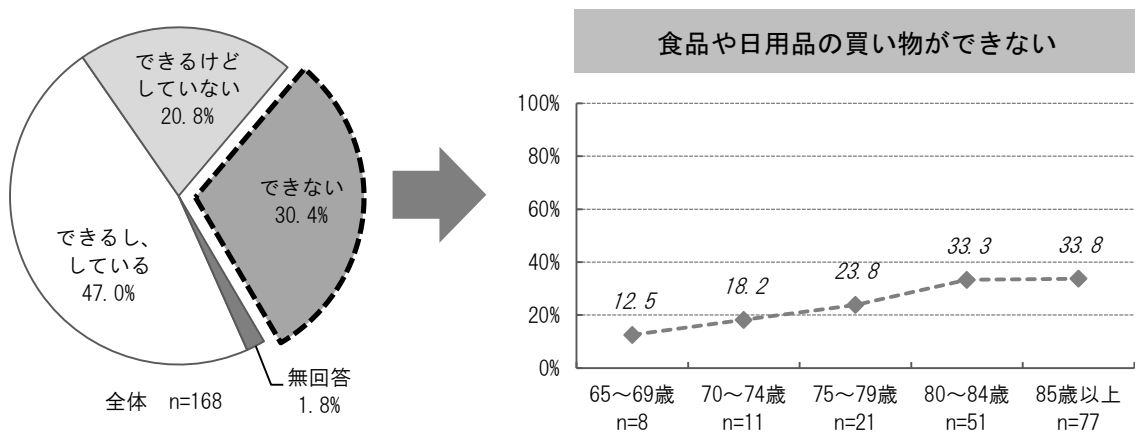 できるけど
していない
20.8%
できない
30.4%
できるし、
している
47.0%
無回答
1.8%
全体 n=168
食品や日用品の買い物ができない
100%
80%
60%
40%
20%
0%
12.5
18.2
23.8
33.3
33.8
65～69歳
n=8
70～74歳
n=11
75～79歳
n=21
80～84歳
n=51
85歳以上
n=77